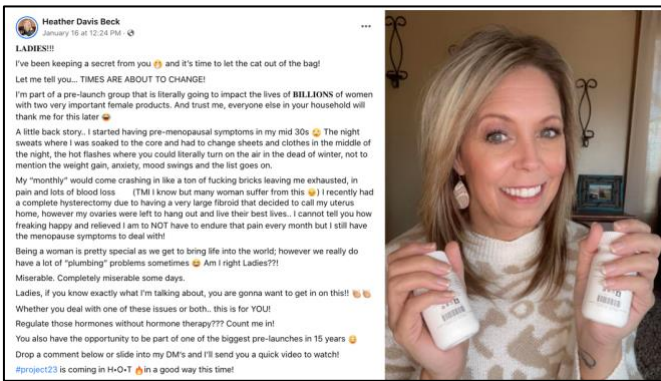 Heather Davis Beck
January 16 at 12:24 PM ·
LADIES!!!
I've been keeping a secret from you 🤭 and it's time to let the cat out of the bag!
Let me tell you... TIMES ARE ABOUT TO CHANGE!
I'm part of a pre-launch group that is literally going to impact the lives of BILLIONS of women
with two very important female products. And trust me, everyone else in your household will
thank me for this later 😂
A little back story.. I started having pre-menopausal symptoms in my mid 30s 😳 The night
sweats where I was soaked to the core and had to change sheets and clothes in the middle of
the night, the hot flashes where you could literally turn on the air in the dead of winter, not to
mention the weight gain, anxiety, mood swings and the list goes on.
My "monthly" would come crashing in like a ton of fucking bricks leaving me exhausted, in
pain and lots of blood loss (TMI I know but many woman suffer from this 😔) I recently had
a complete hysterectomy due to having a very large fibroid that decided to call my uterus
home, however my ovaries were left to hang out and live their best lives.. I cannot tell you how
freaking happy and relieved I am to NOT have to endure that pain every month but I still have
the menopause symptoms to deal with!
Being a woman is pretty special as we get to bring life into the world; however we really do
have a lot of "plumbing" problems sometimes 😂 Am I right Ladies??!
Miserable. Completely miserable some days.
Ladies, if you know exactly what I'm talking about, you are gonna want to get in on this!! 👏🏻👏🏻
Whether you deal with one of these issues or both.. this is for YOU!
Regulate those hormones without hormone therapy??? Count me in!
You also have the opportunity to be part of one of the biggest pre-launches in 15 years 😳
Drop a comment below or slide into my DM's and I'll send you a quick video to watch!
#project23 is coming in H•O•T 🔥in a good way this time!